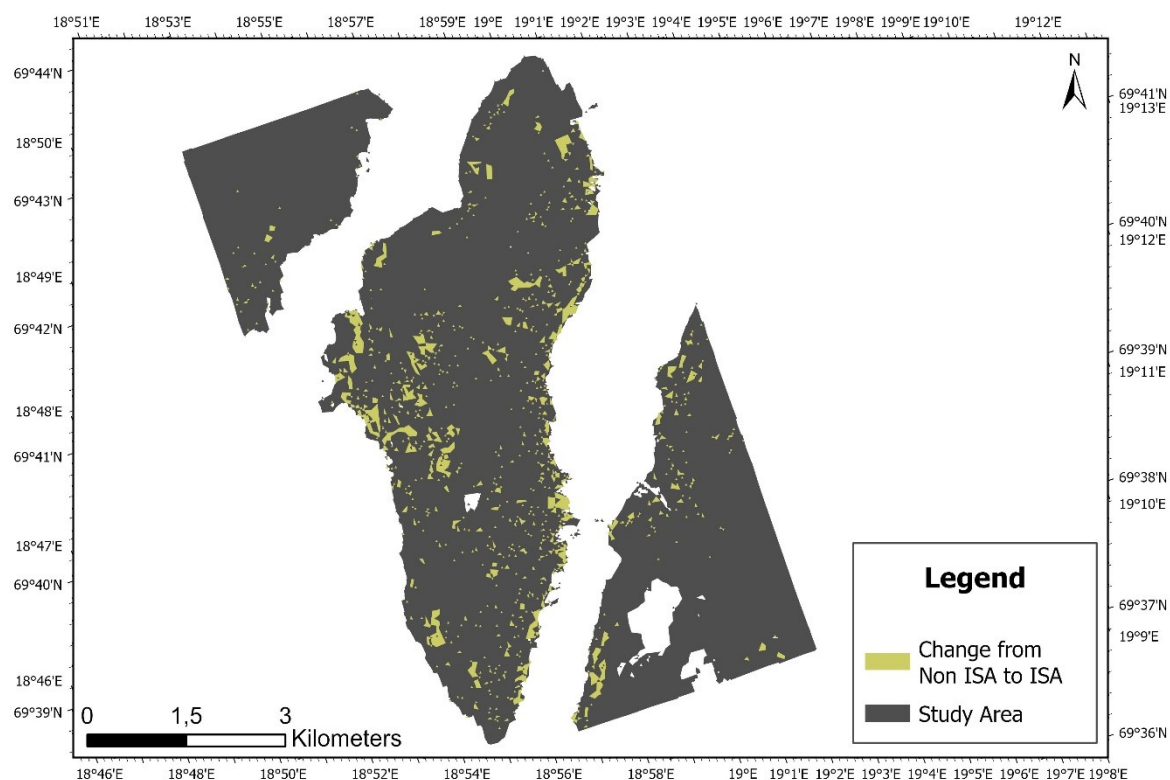 18°51'E 18°53'E 18°55'E 18°57'E 18°59'E 19°E 19°1'E 19°2'E 19°3'E 19°4'E 19°5'E 19°6'E 19°7'E 19°8'E 19°9'E 19°10'E 19°12'E
69°44'N
N
69°41'N
19°13'E
18°50'E
69°43'N
69°40'N
19°12'E
18°49'E
69°42'N
69°39'N
19°11'E
18°48'E
69°41'N
69°38'N
19°10'E
18°47'E
69°40'N
69°37'N
19°9'E
18°46'E
69°39'N
69°36'N
Legend
Change from
Non ISA to ISA
Study Area
0 1,5 3
Kilometers
18°46'E 18°48'E 18°50'E 18°52'E 18°54'E 18°56'E 18°58'E 19°E 19°1'E 19°2'E 19°3'E 19°4'E 19°5'E 19°6'E 19°7'E 19°8'E